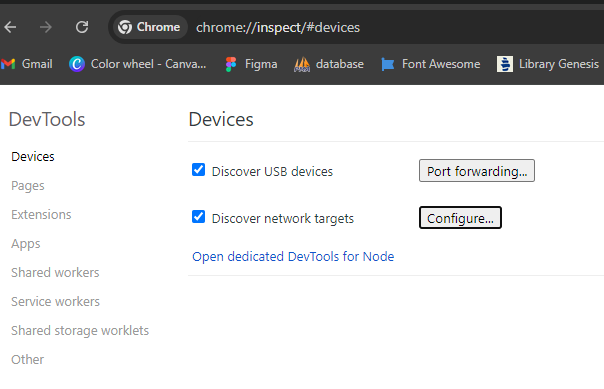 Chrome chrome://inspect/#devices
Gmail Color wheel - Canva... Figma database Font Awesome Library Genesis
DevTools
Devices
Pages
Extensions
Apps
Shared workers
Service workers
Shared storage worklets
Other
Devices
Discover USB devices Port forwarding...
Discover network targets Configure...
Open dedicated DevTools for Node